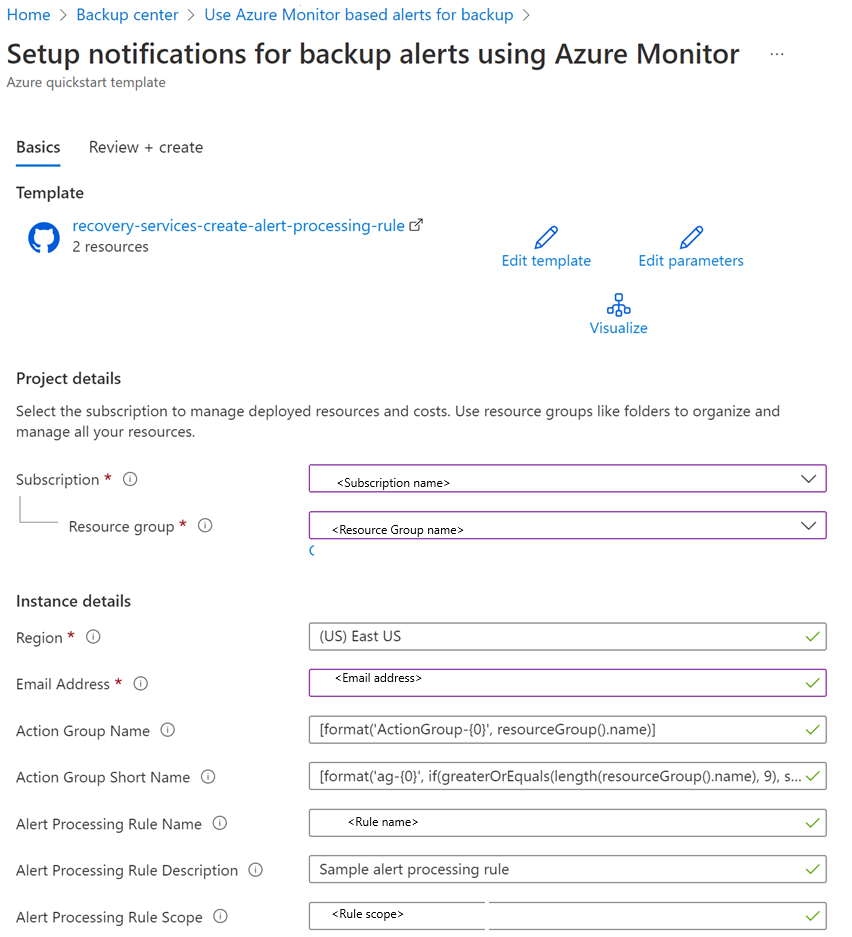 Home > Backup center > Use Azure Monitor based alerts for backup >
Setup notifications for backup alerts using Azure Monitor ...
Azure quickstart template
Basics Review + create
Template
recovery-services-create-alert-processing-rule
2 resources
Edit template Edit parameters
Visualize
Project details
Select the subscription to manage deployed resources and costs. Use resource groups like folders to organize and
manage all your resources.
Subscription * <Subscription name>
Resource group * <Resource Group name>
Instance details
Region * (US) East US
Email Address * <Email address>
Action Group Name [format('ActionGroup-{0}', resourceGroup().name)]
Action Group Short Name [format('ag-{0}', if(greaterOrEquals(length(resourceGroup().name), 9), s...
Alert Processing Rule Name <Rule name>
Alert Processing Rule Description Sample alert processing rule
Alert Processing Rule Scope <Rule scope>